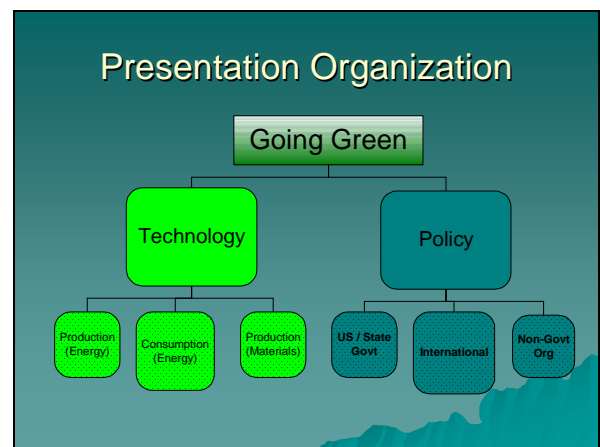 Presentation Organization
Going Green
Technology
Policy
Production
(Energy)
Consumption
(Energy)
Production
(Materials)
US / State
Govt
International
Non-Govt
Org